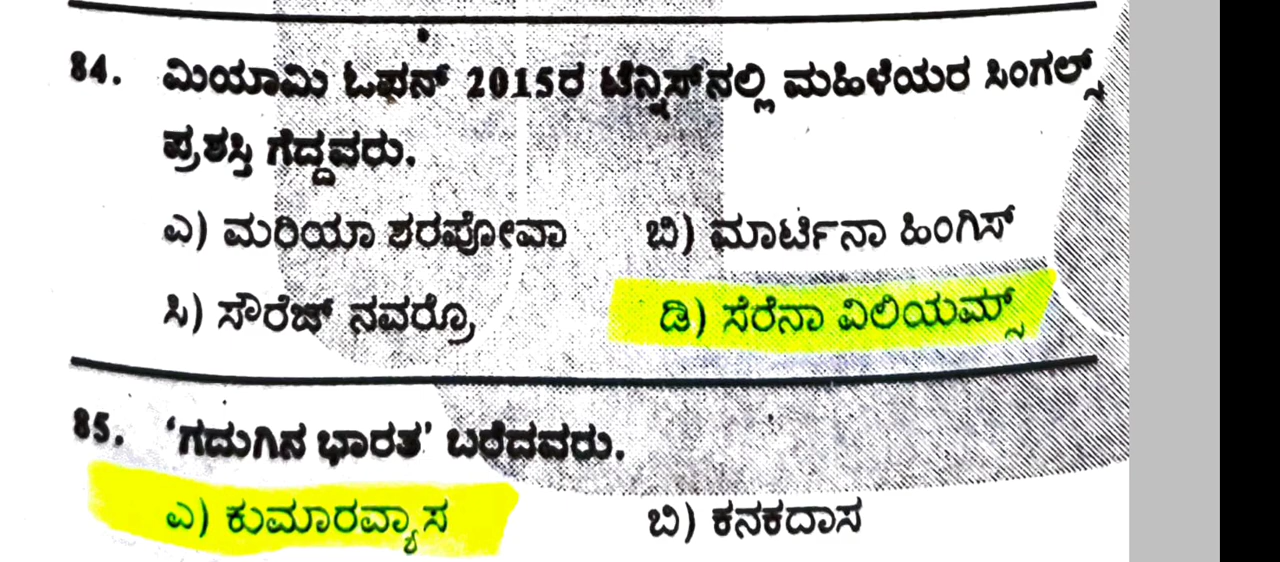 84. ಮಿಯಾಮಿ ಓಪನ್ 2015ರ ಟೆನ್ನಿಸ್‌ನಲ್ಲಿ ಮಹಿಳೆಯರ ಸಿಂಗಲ್ಸ್
ಪ್ರಶಸ್ತಿ ಗೆದ್ದವರು.
ಎ) ಮರಿಯಾ ಶರಪೋವಾ ಬಿ) ಮಾರ್ಟಿನಾ ಹಿಂಗಿಸ್
ಸಿ) ಸೌರೆಜ್ ನವರ್ರೊ ಡಿ) ಸೆರೆನಾ ವಿಲಿಯಮ್ಸ್
85. 'ಗದುಗಿನ ಭಾರತ' ಬರೆದವರು.
ಎ) ಕುಮಾರವ್ಯಾಸ ಬಿ) ಕನಕದಾಸ